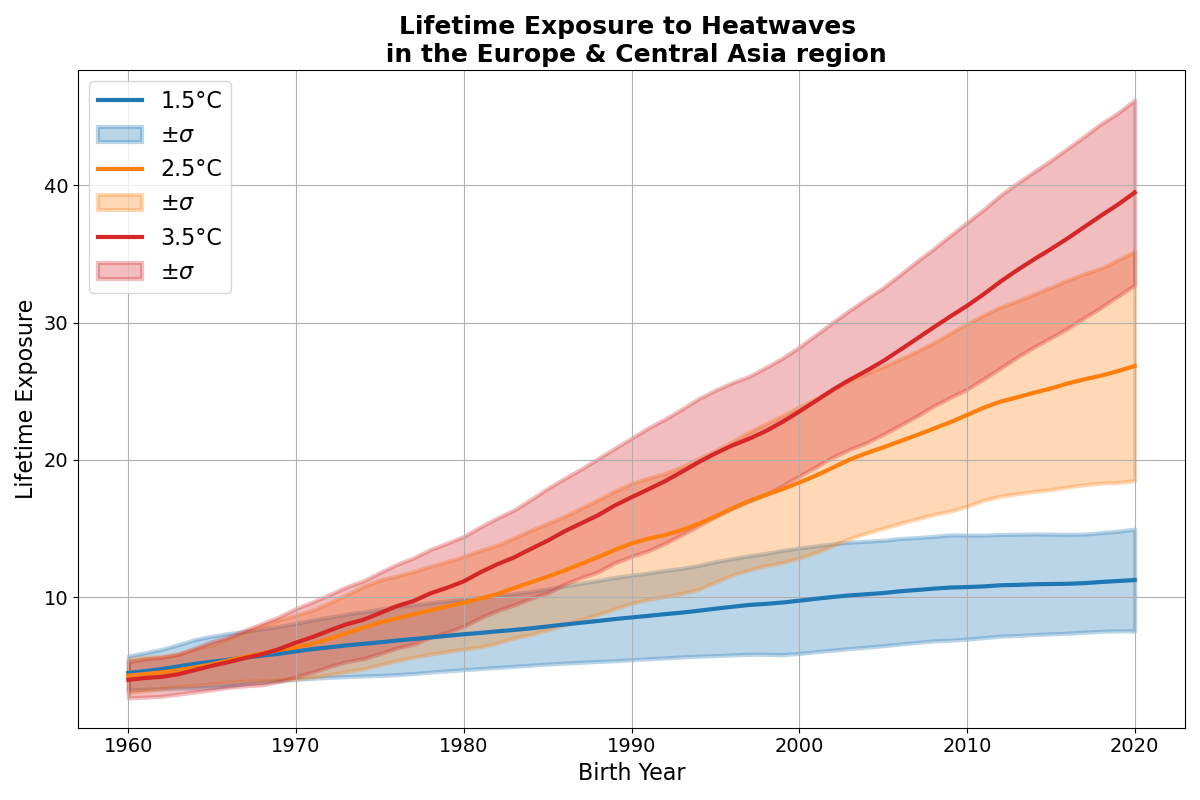 Lifetime Exposure to Heatwaves
in the Europe & Central Asia region
1.5°C
±σ
2.5°C
±σ
3.5°C
±σ
Lifetime Exposure
40
30
20
10
1960 1970 1980 1990 2000 2010 2020
Birth Year